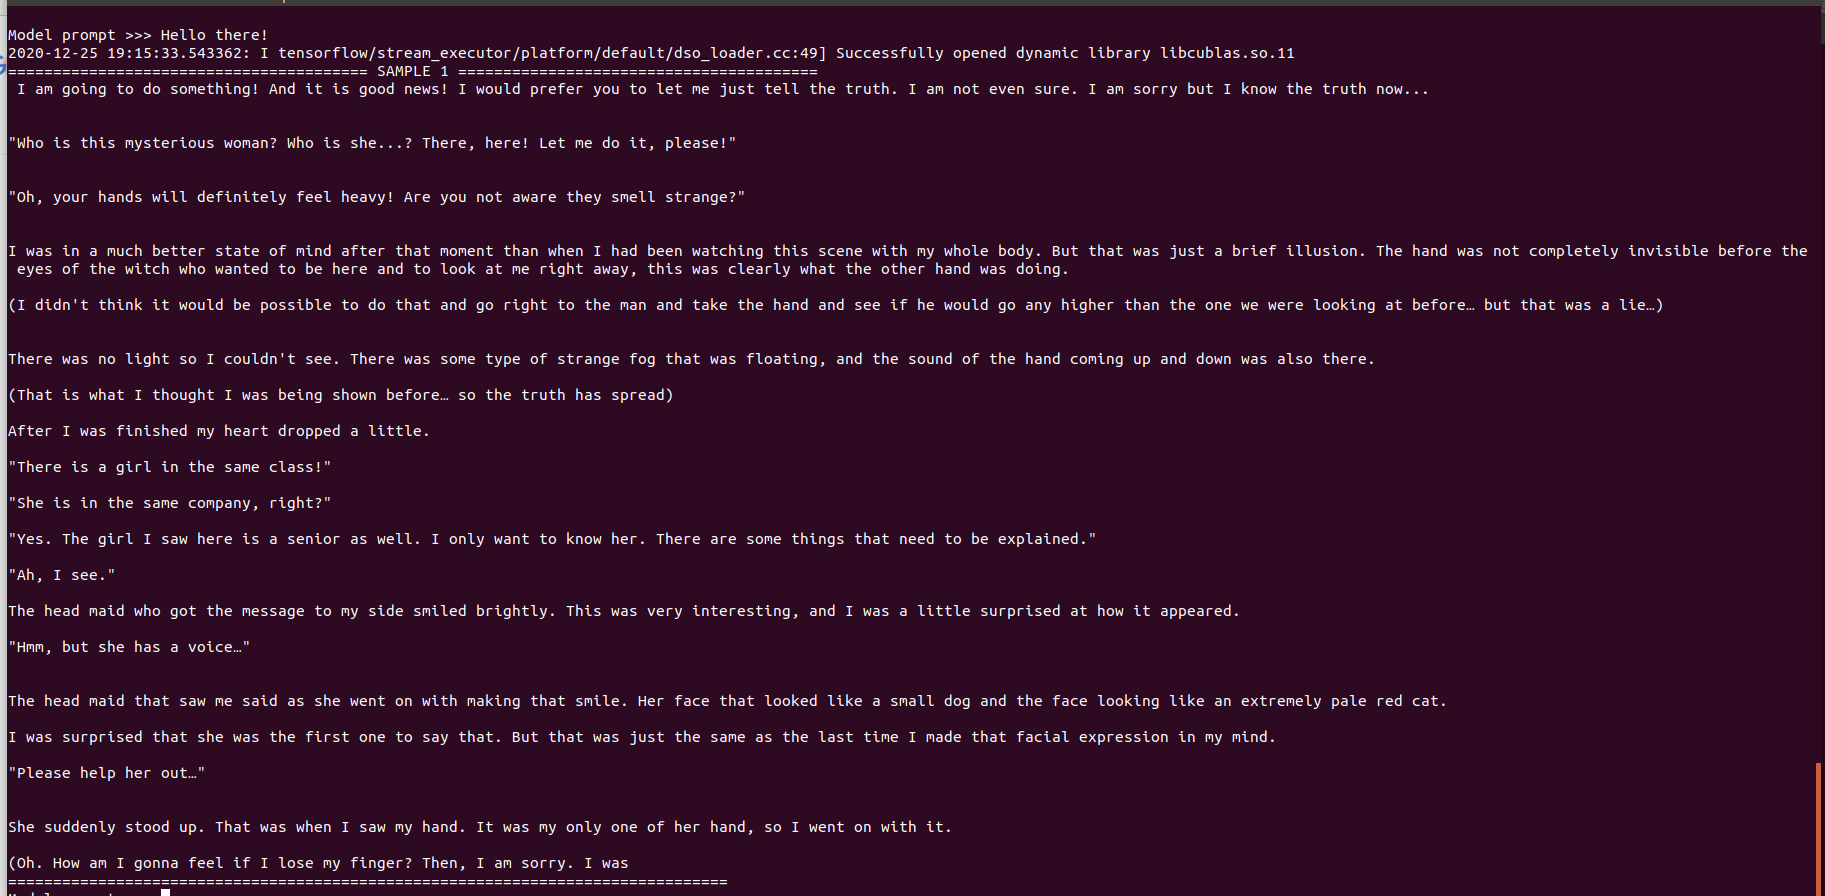 Model prompt >>> Hello there!
2020-12-25 19:15:33.543362: I tensorflow/stream_executor/platform/default/dso_loader.cc:49] Successfully opened dynamic library libcublas.so.11
======================================== SAMPLE 1 ========================================
I am going to do something! And it is good news! I would prefer you to let me just tell the truth. I am not even sure. I am sorry but I know the truth now...
"Who is this mysterious woman? Who is she...? There, here! Let me do it, please!"
"Oh, your hands will definitely feel heavy! Are you not aware they smell strange?"
I was in a much better state of mind after that moment than when I had been watching this scene with my whole body. But that was just a brief illusion. The hand was not completely invisible before the
eyes of the witch who wanted to be here and to look at me right away, this was clearly what the other hand was doing.
(I didn't think it would be possible to do that and go right to the man and take the hand and see if he would go any higher than the one we were looking at before… but that was a lie…)
There was no light so I couldn't see. There was some type of strange fog that was floating, and the sound of the hand coming up and down was also there.
(That is what I thought I was being shown before… so the truth has spread)
After I was finished my heart dropped a little.
"There is a girl in the same class!"
"She is in the same company, right?"
"Yes. The girl I saw here is a senior as well. I only want to know her. There are some things that need to be explained."
"Ah, I see."
The head maid who got the message to my side smiled brightly. This was very interesting, and I was a little surprised at how it appeared.
"Hmm, but she has a voice…"
The head maid that saw me said as she went on with making that smile. Her face that looked like a small dog and the face looking like an extremely pale red cat.
I was surprised that she was the first one to say that. But that was just the same as the last time I made that facial expression in my mind.
"Please help her out…"
She suddenly stood up. That was when I saw my hand. It was my only one of her hand, so I went on with it.
(Oh. How am I gonna feel if I lose my finger? Then, I am sorry. I was
================================================================================